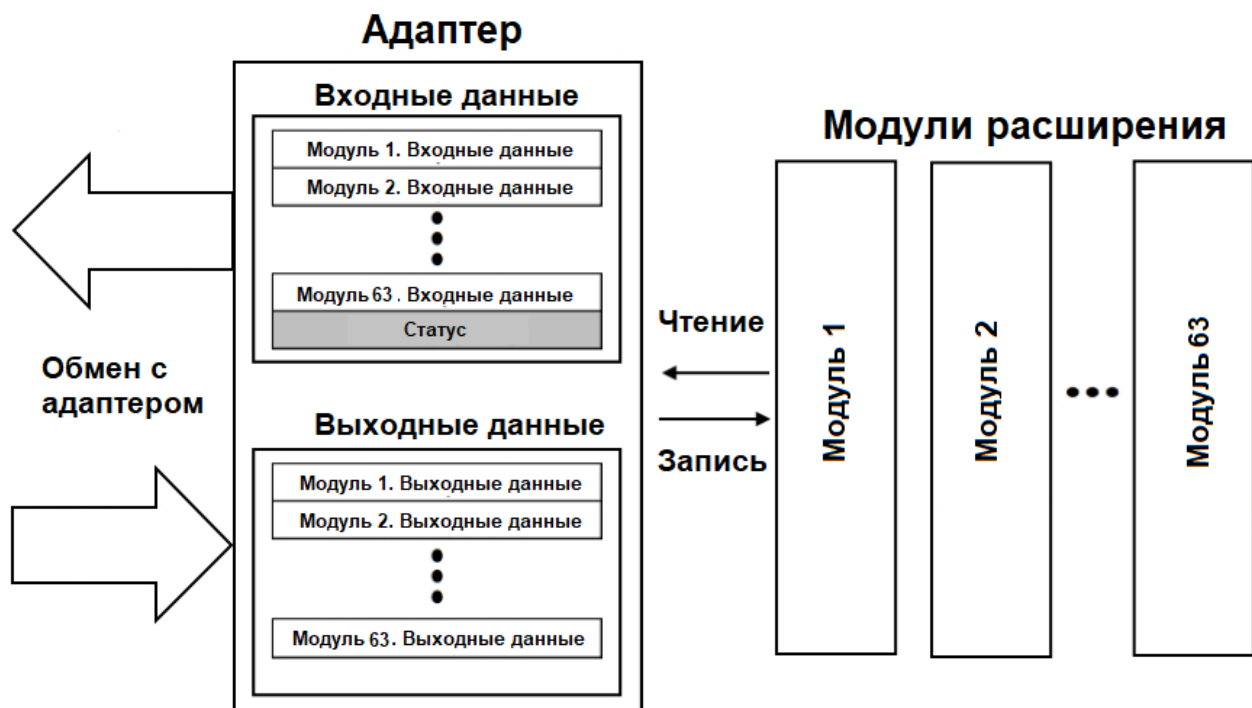 Адаптер
Входные данные
Модуль 1. Входные данные
Модуль 2. Входные данные
Модуль 63. Входные данные
Статус
Обмен с
адаптером
Выходные данные
Модуль 1. Выходные данные
Модуль 2. Выходные данные
Модуль 63. Выходные данные
Чтение
Запись
Модули расширения
Модуль 1
Модуль 2
Модуль 63